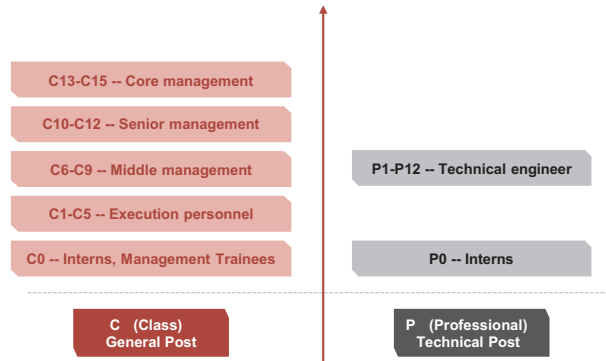 C13-C15 -- Core management
C10-C12 -- Senior management
C6-C9 -- Middle management
C1-C5 -- Execution personnel
C0 -- Interns, Management Trainees
P1-P12 -- Technical engineer
P0 -- Interns
C (Class)
General Post
P (Professional)
Technical Post